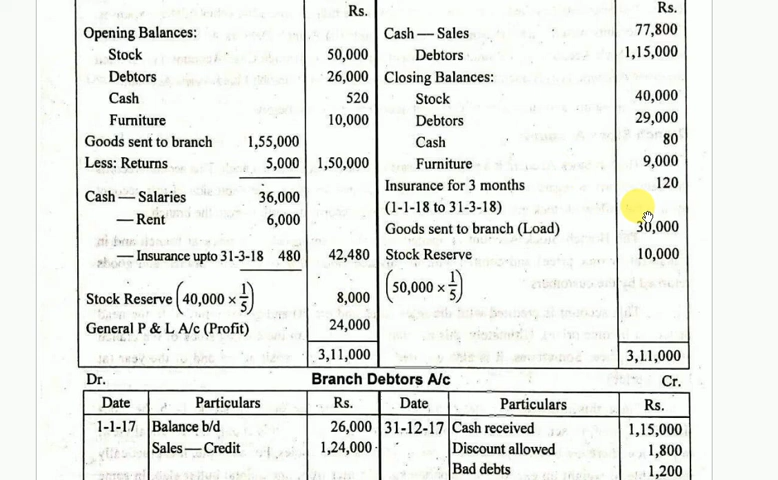 Rs. Rs.
Opening Balances: Cash — Sales 77,800
Stock 50,000 Debtors 1,15,000
Debtors 26,000 Closing Balances:
Cash 520 Stock 40,000
Furniture 10,000 Debtors 29,000
Goods sent to branch 1,55,000 Cash 80
Less: Returns 5,000 1,50,000 Furniture 9,000
Cash — Salaries 36,000 Insurance for 3 months 120
— Rent 6,000 (1-1-18 to 31-3-18)
— Insurance upto 31-3-18 480 42,480 Goods sent to branch (Load) 30,000
Stock Reserve (40,000 × 1/5) 8,000 Stock Reserve 10,000
General P & L A/c (Profit) 24,000 (50,000 × 1/5)
3,11,000 3,11,000
Dr. Branch Debtors A/c Cr.
Date Particulars Rs. Date Particulars Rs.
1-1-17 Balance b/d 26,000 31-12-17 Cash received 1,15,000
Sales — Credit 1,24,000 Discount allowed 1,800
Bad debts 1,200